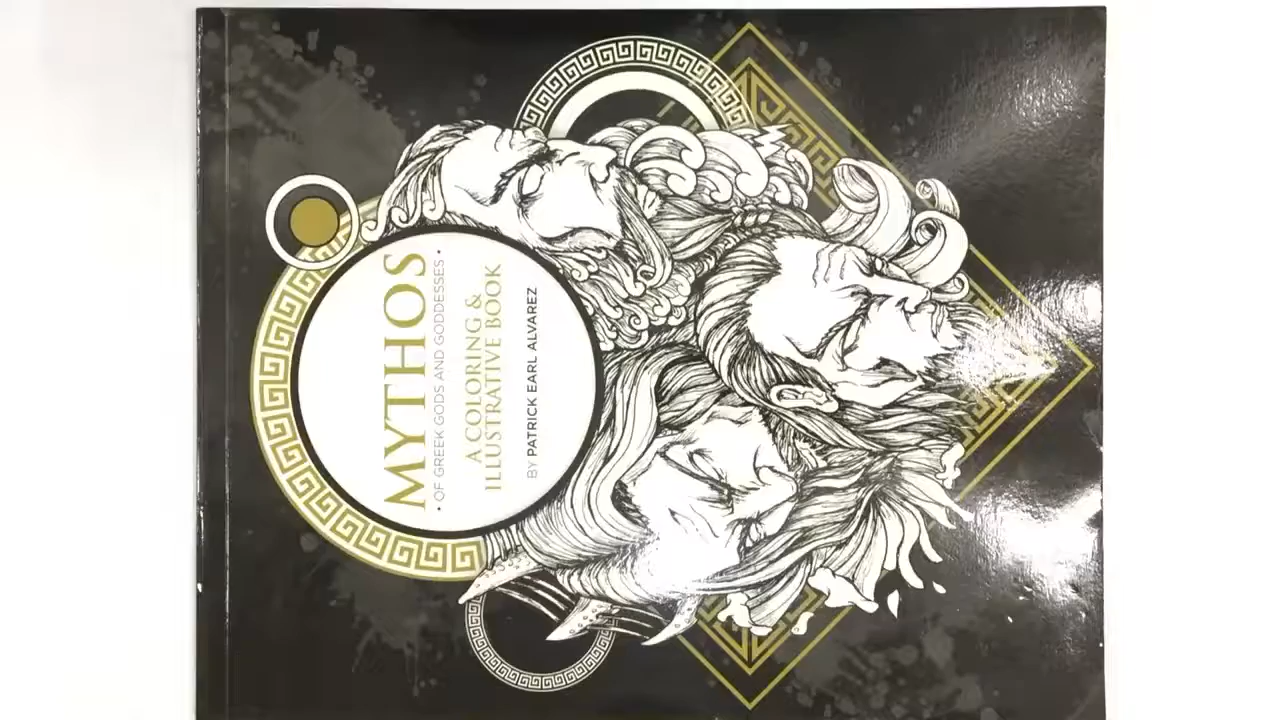 MYTHOS
• OF GREEK GODS AND GODDESSES •
A COLORING &
ILLUSTRATIVE BOOK
BY PATRICK EARL ALVAREZ